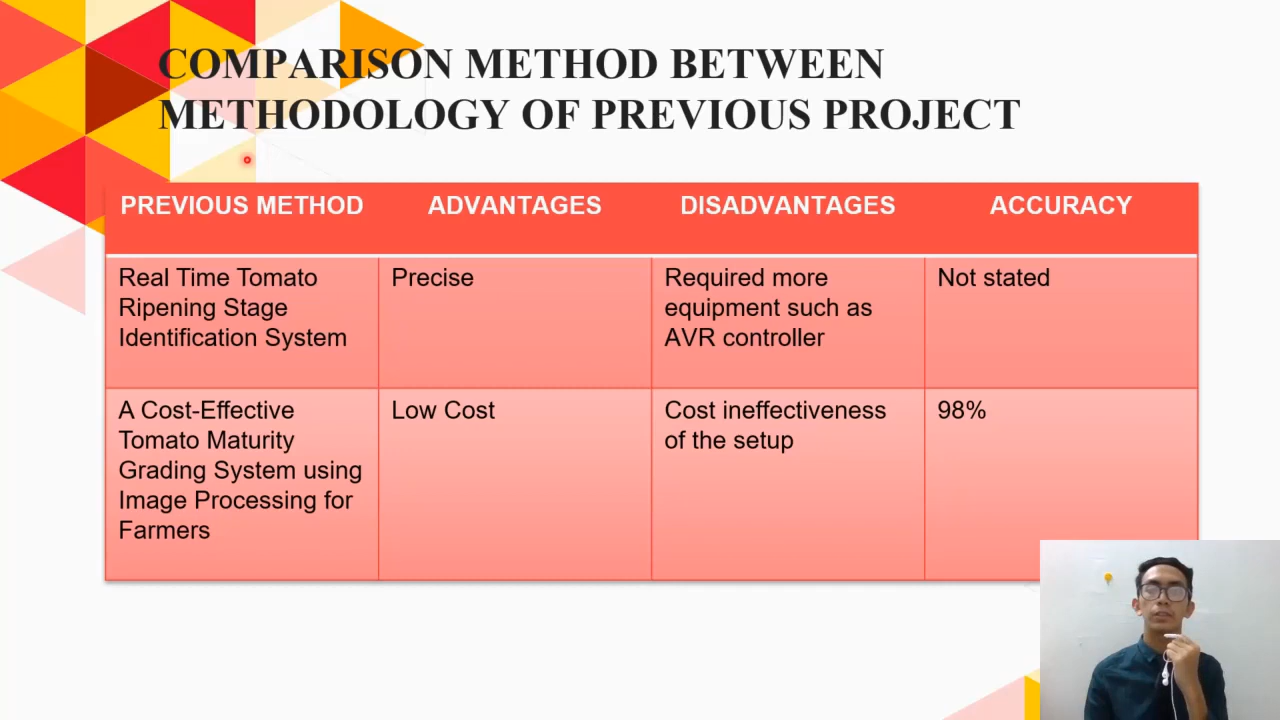 COMPARISON METHOD BETWEEN
METHODOLOGY OF PREVIOUS PROJECT
PREVIOUS METHOD
ADVANTAGES
DISADVANTAGES
ACCURACY
Real Time Tomato
Ripening Stage
Identification System
Precise
Required more
equipment such as
AVR controller
Not stated
A Cost-Effective
Tomato Maturity
Grading System using
Image Processing for
Farmers
Low Cost
Cost ineffectiveness
of the setup
98%